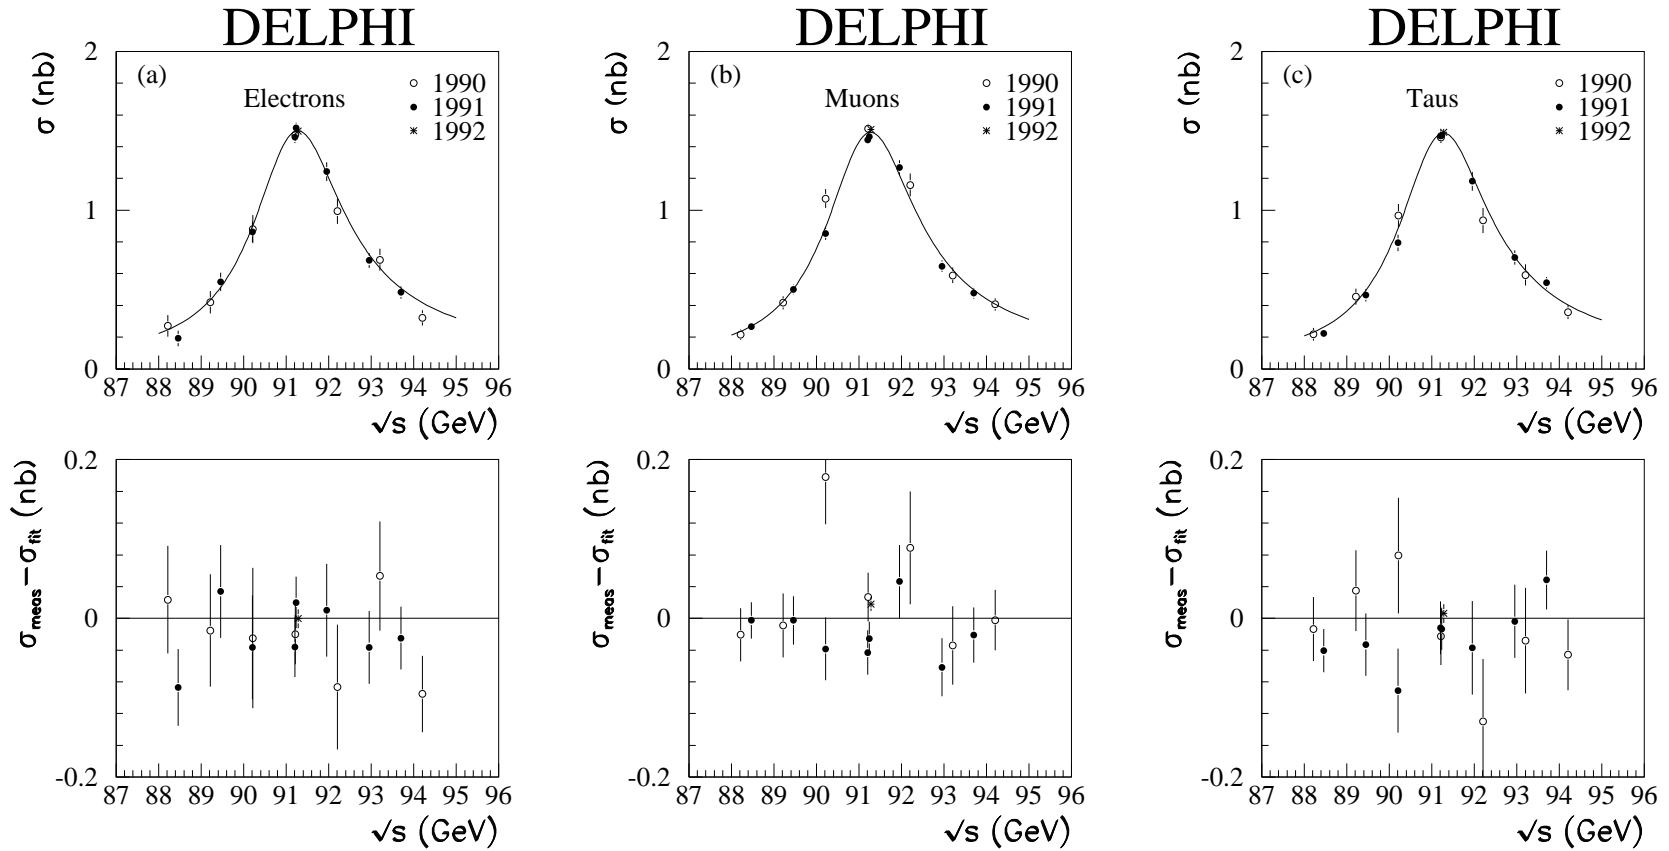 DELPHI
(a)
Electrons
○ 1990
● 1991
* 1992
σ (nb)
2
1
0
87 88 89 90 91 92 93 94 95 96
√s (GeV)
DELPHI
(b)
Muons
○ 1990
● 1991
* 1992
σ (nb)
2
1
0
87 88 89 90 91 92 93 94 95 96
√s (GeV)
DELPHI
(c)
Taus
○ 1990
● 1991
* 1992
σ (nb)
2
1
0
87 88 89 90 91 92 93 94 95 96
√s (GeV)
σmeas−σfit (nb)
0.2
0
-0.2
87 88 89 90 91 92 93 94 95 96
√s (GeV)
σmeas−σfit (nb)
0.2
0
-0.2
87 88 89 90 91 92 93 94 95 96
√s (GeV)
σmeas−σfit (nb)
0.2
0
-0.2
87 88 89 90 91 92 93 94 95 96
√s (GeV)